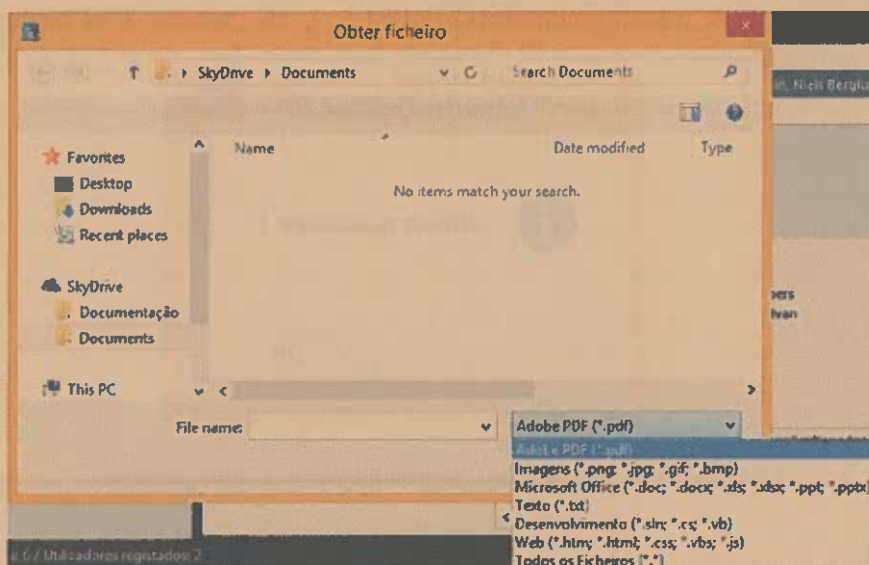 Obter ficheiro
SkyDrive Documents Search Documents
Niels
Name Date modified Type
Favorites
Desktop
Downloads
Recent places
No items match your search.
SkyDrive
Documentação
Documents
This PC
Ivan
File name: Adobe PDF (*.pdf)
Adobe PDF (*.pdf)
Imagens (*.png; *.jpg; *.gif; *.bmp)
Microsoft Office (*.doc; *.docx; *.xls; *.xlsx; *.ppt; *.pptx)
Texto (*.txt)
Desenvolvimento (*.sln; *.cs; *.vb)
Web (*.htm; *.html; *.css; *.vbs; *.js)
Todos os Ficheiros (*.*)
6 / Utilizadores registados: 2